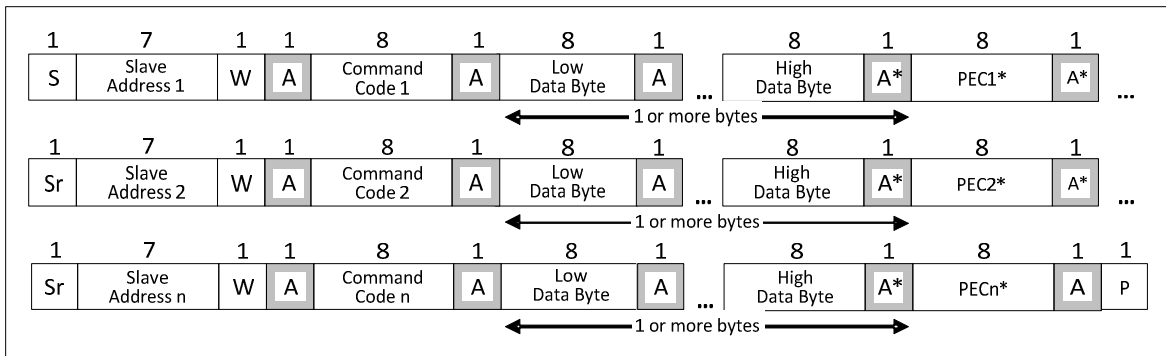 1 7 1 1 8 1 8 1 8 1 8 1
S Slave Address 1 W A Command Code 1 A Low Data Byte A ... High Data Byte A* PEC1* A* ...
1 or more bytes
1 7 1 1 8 1 8 1 8 1 8 1
Sr Slave Address 2 W A Command Code 2 A Low Data Byte A ... High Data Byte A* PEC2* A* ...
1 or more bytes
1 7 1 1 8 1 8 1 8 1 8 1 1
Sr Slave Address n W A Command Code n A Low Data Byte A ... High Data Byte A* PECn* A P
1 or more bytes